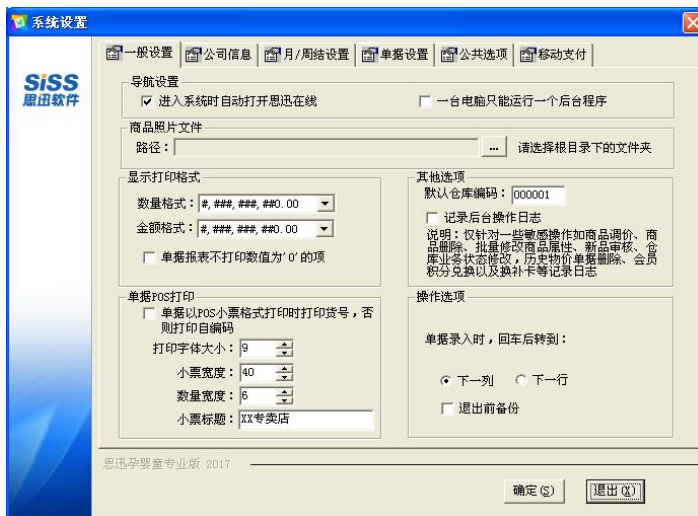 系统设置
SiSS
思迅软件
一般设置 公司信息 月/周结设置 单据设置 公共选项 移动支付
导航设置
进入系统时自动打开思迅在线 一台电脑只能运行一个后台程序
商品照片文件
路径： ... 请选择根目录下的文件夹
显示打印格式
数量格式：#,###,###,##0.00
金额格式：#,###,###,##0.00
单据报表不打印数值为'0'的项
其他选项
默认仓库编码：000001
记录后台操作日志
说明：仅针对一些敏感操作如商品调价、商
品删除、批量修改商品属性、新品审核、仓
库业务状态修改，历史物价单据删除、会员
积分兑换以及换补卡等记录日志
单据POS打印
单据以POS小票格式打印时打印货号，否
则打印自编码
打印字体大小：9
小票宽度：40
数量宽度：6
小票标题：XX专卖店
操作选项
单据录入时，回车后转到：
下一列 下一行
退出前备份
思迅孕婴童专业版 2017
确定(S) 退出(X)